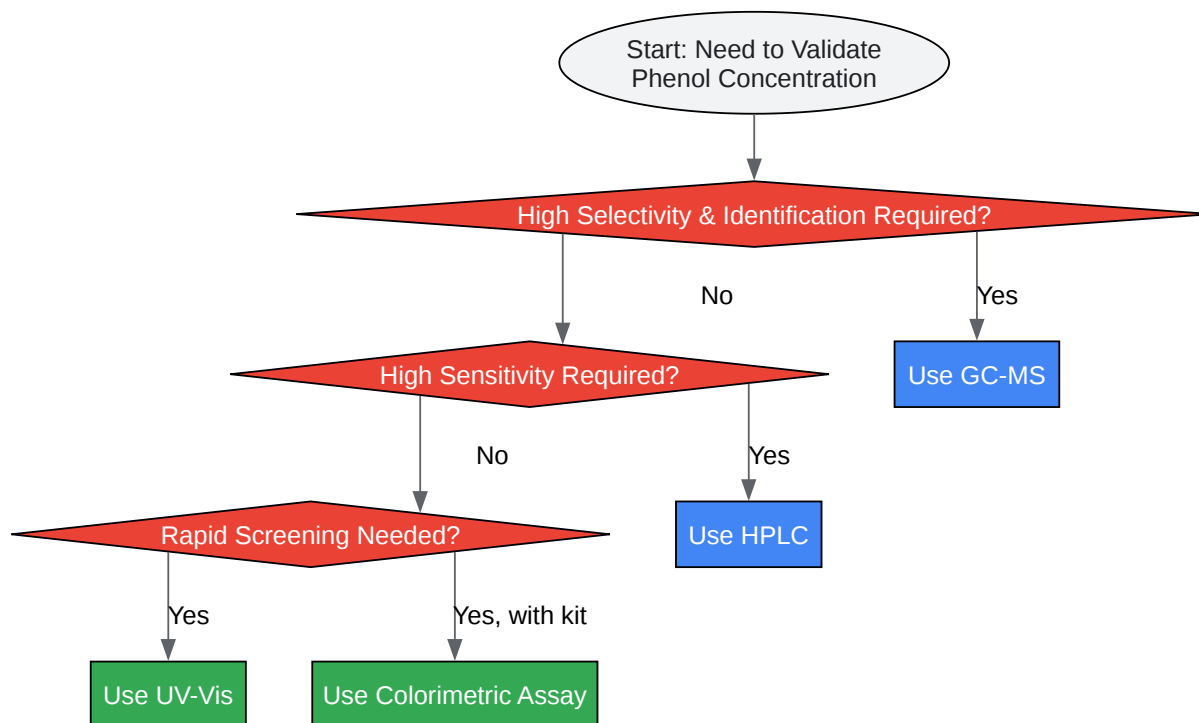 Start: Need to Validate
Phenol Concentration
High Selectivity & Identification Required?
No
Yes
High Sensitivity Required?
Use GC-MS
No
Yes
Rapid Screening Needed?
Use HPLC
Yes
Yes, with kit
Use UV-Vis
Use Colorimetric Assay